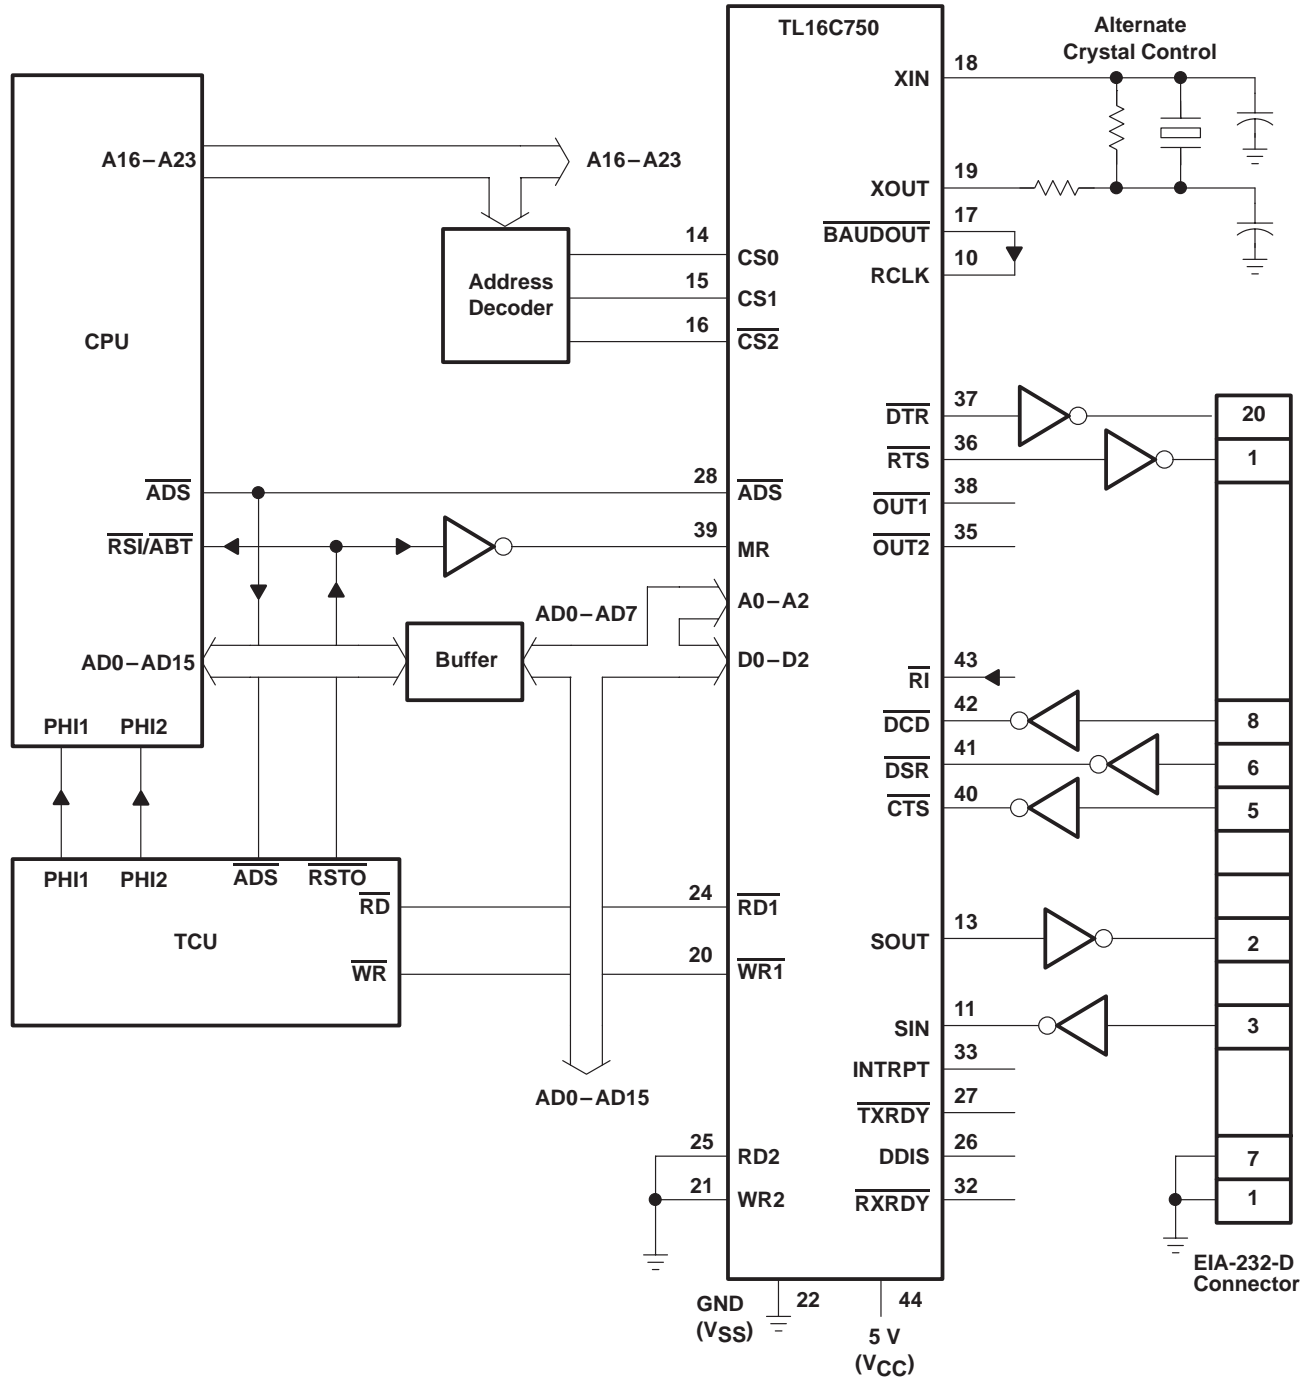 TL16C750
Alternate
Crystal Control
XIN
18
A16–A23
A16–A23
XOUT
19
BAUDOUT
17
RCLK
10
Address
Decoder
14
CS0
15
CS1
16
CS2
CPU
DTR
37
20
RTS
36
1
ADS
28
ADS
OUT1
38
RSI/ABT
39
MR
OUT2
35
AD0–AD7
A0–A2
AD0–AD15
Buffer
D0–D2
RI
43
PHI1
PHI2
DCD
42
8
DSR
41
6
CTS
40
5
PHI1
PHI2
ADS
RSTO
RD
24
RD1
TCU
SOUT
13
2
WR
20
WR1
SIN
11
3
INTRPT
33
AD0–AD15
TXRDY
27
25
RD2
DDIS
26
7
21
WR2
RXRDY
32
1
EIA-232-D
Connector
GND
(VSS)
22
44
5 V
(VCC)